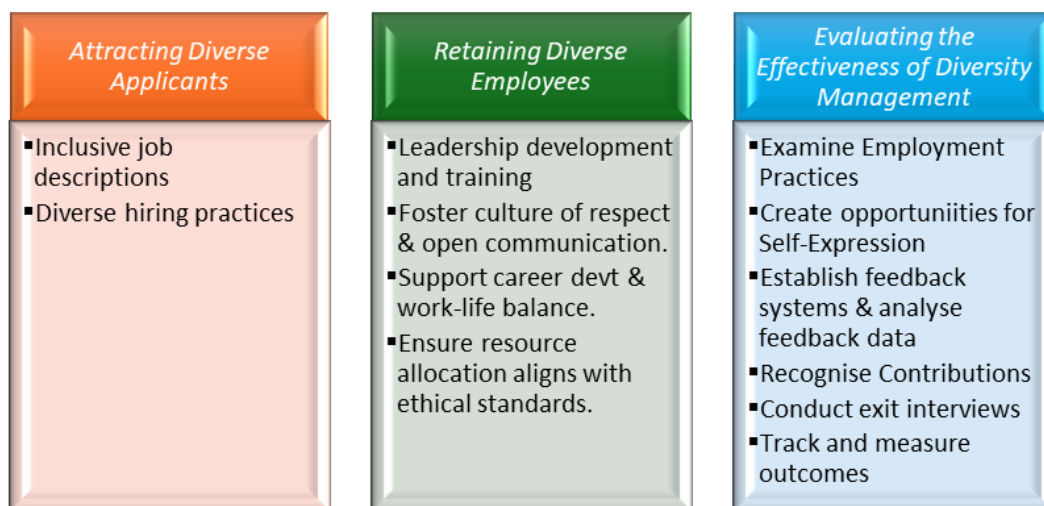 Attracting Diverse
Applicants
▪Inclusive job
descriptions
▪Diverse hiring practices
Retaining Diverse
Employees
▪Leadership development
and training
▪Foster culture of respect
& open communication.
▪Support career devt &
work-life balance.
▪Ensure resource
allocation aligns with
ethical standards.
Evaluating the
Effectiveness of Diversity
Management
▪Examine Employment
Practices
▪Create opportuniities for
Self-Expression
▪Establish feedback
systems & analyse
feedback data
▪Recognise Contributions
▪Conduct exit interviews
▪Track and measure
outcomes